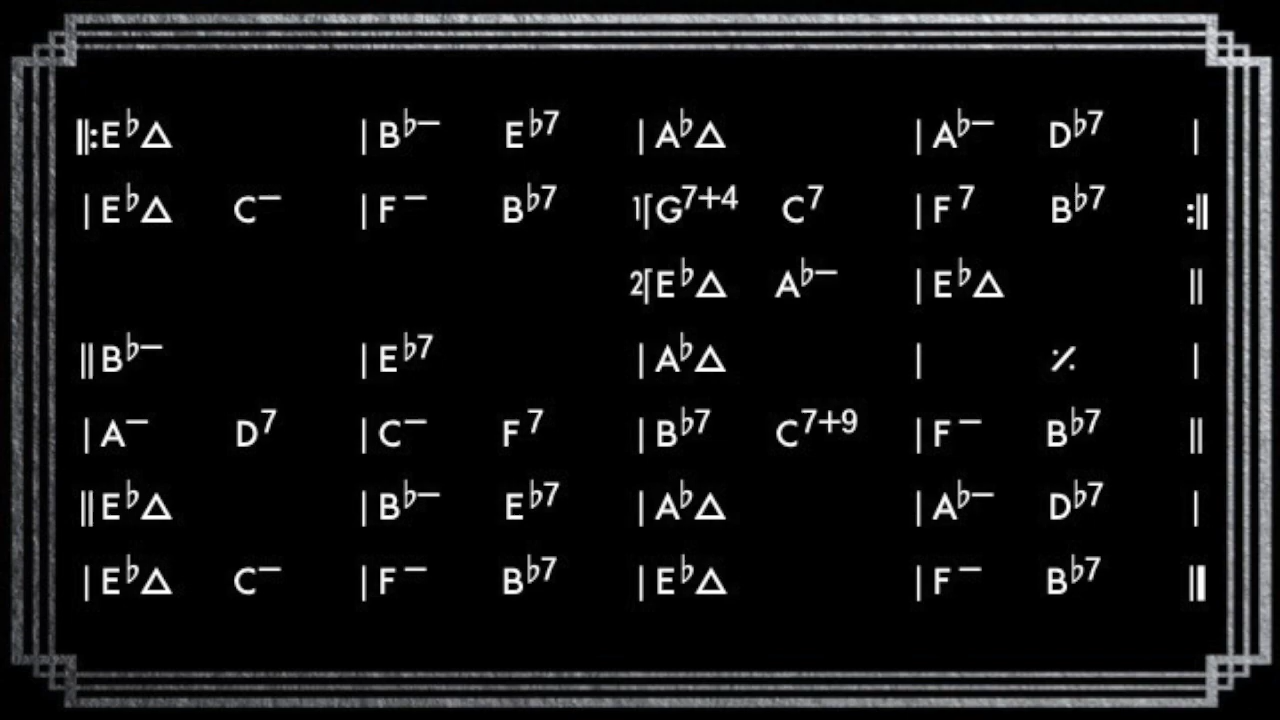 ‖:E♭△ | B♭– E♭7 | A♭△ | A♭– D♭7 |
| E♭△ C– | F– B♭7 1⌈G7+4 C7 | F7 B♭7 :‖
2⌈E♭△ A♭– | E♭△ ‖
‖ B♭– | E♭7 | A♭△ | 𝄎 |
| A– D7 | C– F7 | B♭7 C7+9 | F– B♭7 ‖
‖ E♭△ | B♭– E♭7 | A♭△ | A♭– D♭7 |
| E♭△ C– | F– B♭7 | E♭△ | F– B♭7 ‖